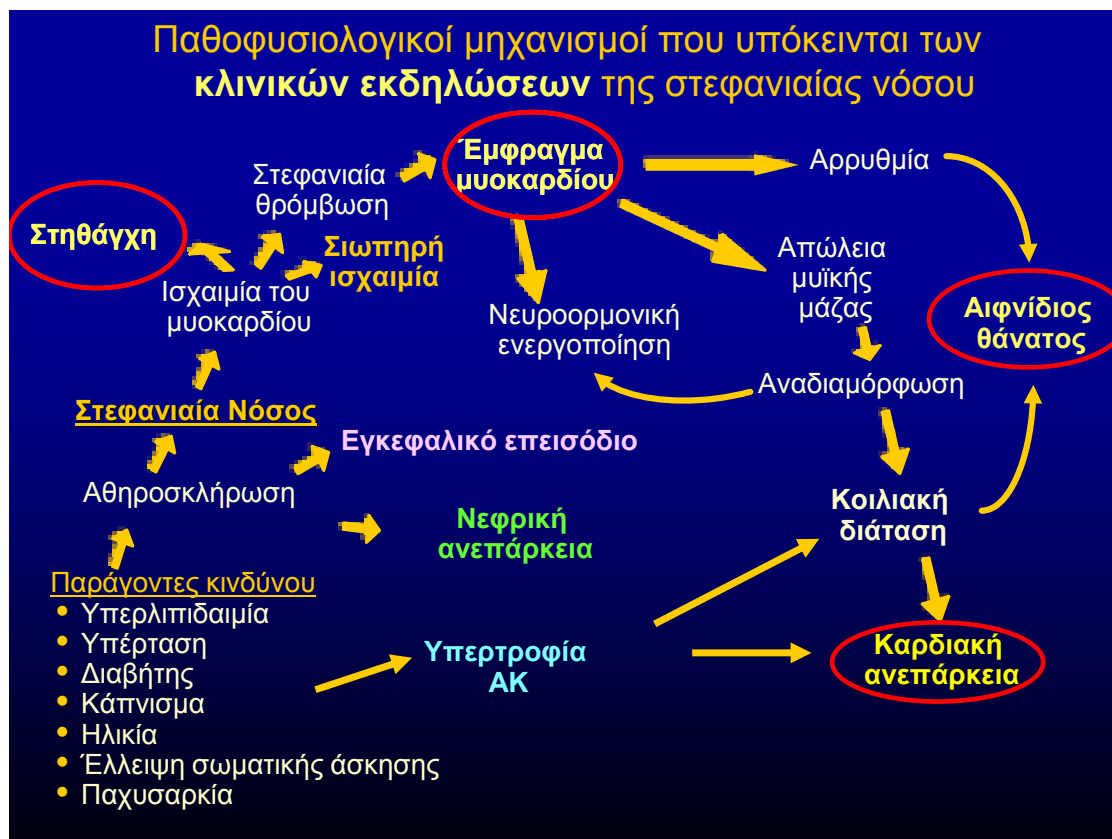 Παθοφυσιολογικοί μηχανισμοί που υπόκεινται των
κλινικών εκδηλώσεων της στεφανιαίας νόσου
Έμφραγμα
μυοκαρδίου
Αρρυθμία
Στεφανιαία
θρόμβωση
Στηθάγχη
Σιωπηρή
ισχαιμία
Ισχαιμία του
μυοκαρδίου
Απώλεια
μυϊκής
μάζας
Νευροορμονική
ενεργοποίηση
Αιφνίδιος
θάνατος
Αναδιαμόρφωση
Στεφανιαία Νόσος
Εγκεφαλικό επεισόδιο
Αθηροσκλήρωση
Κοιλιακή
διάταση
Νεφρική
ανεπάρκεια
Παράγοντες κινδύνου
• Υπερλιπιδαιμία
• Υπέρταση
• Διαβήτης
• Κάπνισμα
• Ηλικία
• Έλλειψη σωματικής άσκησης
• Παχυσαρκία
Υπερτροφία
ΑΚ
Καρδιακή
ανεπάρκεια